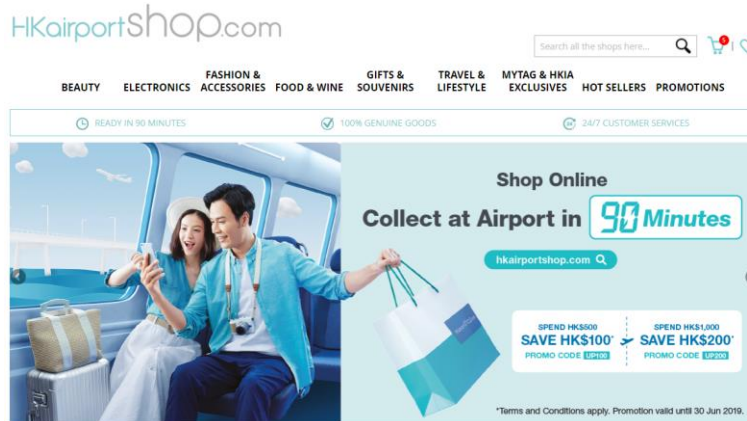 HKairportshop.com
Search all the shops here...
5
BEAUTY
ELECTRONICS
FASHION & ACCESSORIES
FOOD & WINE
GIFTS & SOUVENIRS
TRAVEL & LIFESTYLE
MYTAG & HKIA EXCLUSIVES
HOT SELLERS
PROMOTIONS
READY IN 90 MINUTES
100% GENUINE GOODS
24/7 CUSTOMER SERVICES
Shop Online
Collect at Airport in 90 Minutes
hkairportshop.com
SPEND HK$500
SAVE HK$100*
PROMO CODE UP100
SPEND HK$1,000
SAVE HK$200*
PROMO CODE UP200
*Terms and Conditions apply. Promotion valid until 30 Jun 2019.